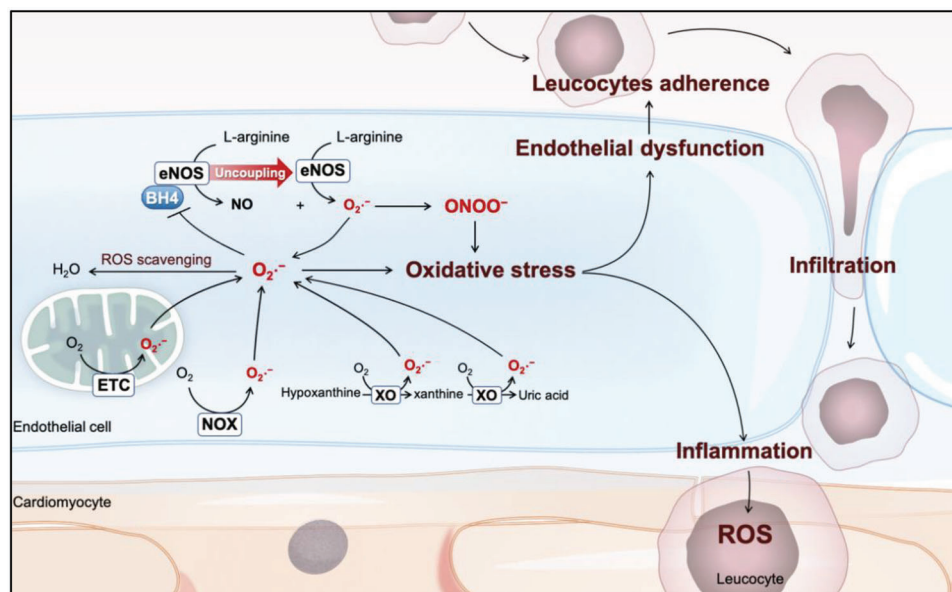 Leucocytes adherence
L-arginine
L-arginine
Endothelial dysfunction
eNOS
Uncoupling
eNOS
BH4
NO
+
O₂·⁻
ONOO⁻
H₂O
ROS scavenging
O₂·⁻
Oxidative stress
Infiltration
O₂
O₂·⁻
ETC
O₂
O₂·⁻
NOX
O₂
O₂·⁻
O₂
O₂·⁻
Hypoxanthine
XO
xanthine
XO
Uric acid
Endothelial cell
Inflammation
Cardiomyocyte
ROS
Leucocyte